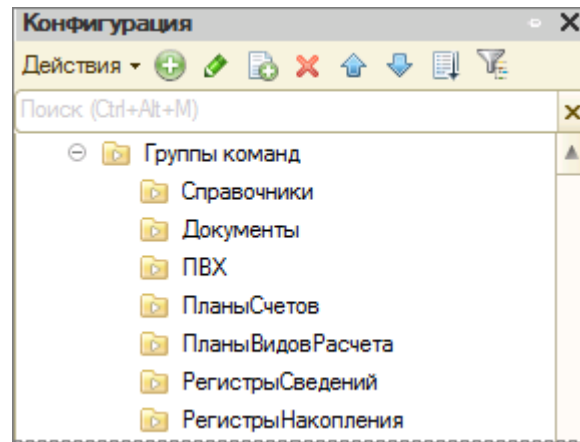 Конфигурация
Действия
Поиск (Ctrl+Alt+M)
Группы команд
Справочники
Документы
ПВХ
ПланыСчетов
ПланыВидовРасчета
РегистрыСведений
РегистрыНакопления